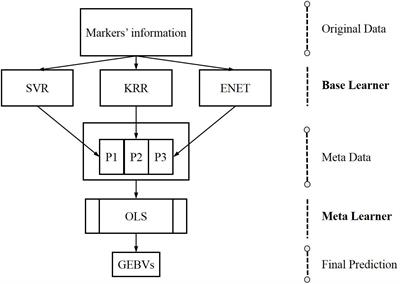 Markers' information
Original Data
SVR
KRR
ENET
Base Learner
P1
P2
P3
Meta Data
OLS
Meta Learner
GEBVs
Final Prediction